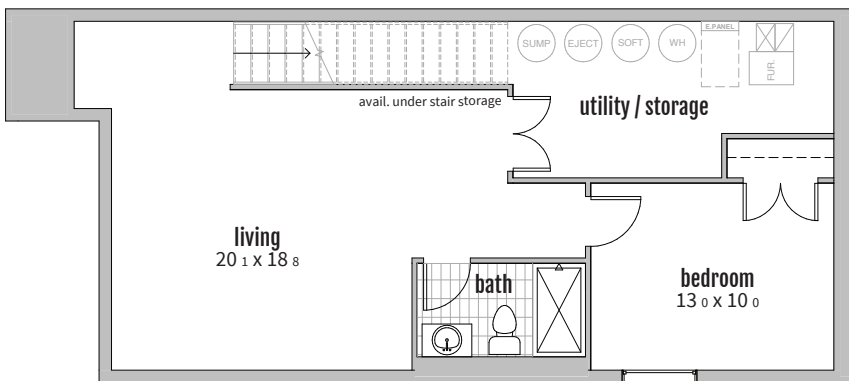 SUMP EJECT SOFT WH E.PANEL FUR.
avail. under stair storage
utility / storage
living
20 1 x 18 8
bath
bedroom
13 0 x 10 0